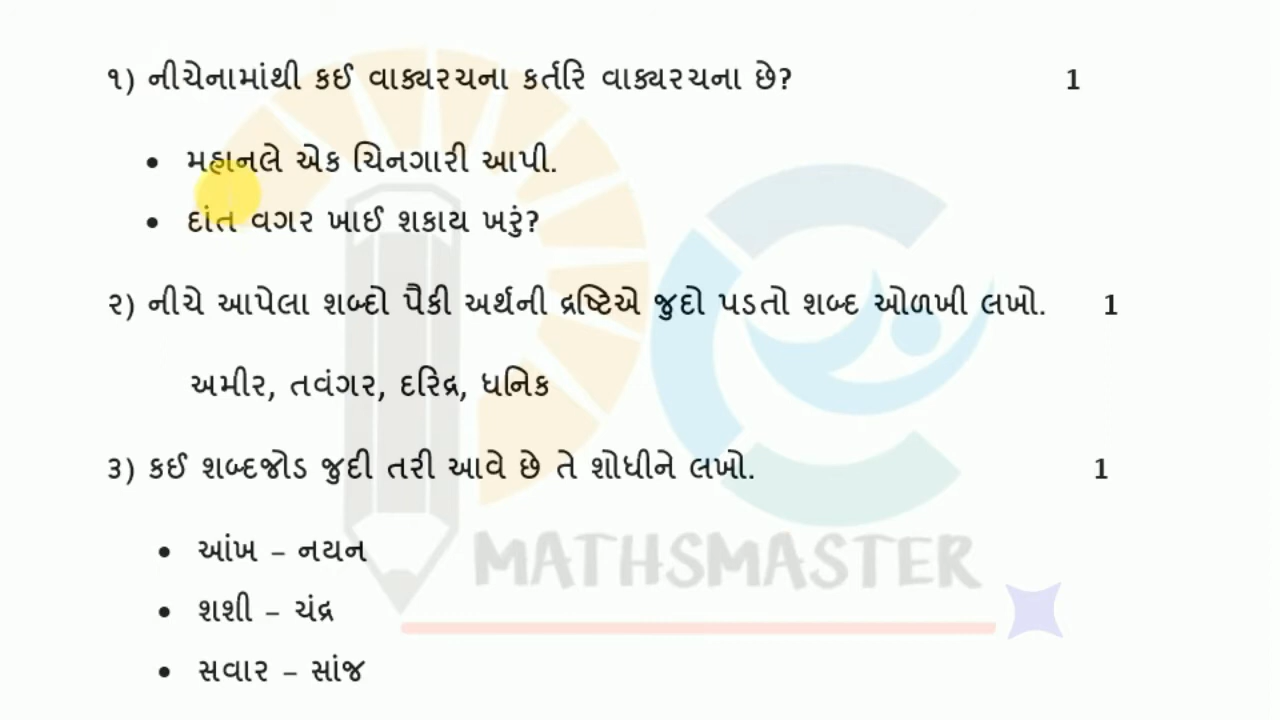 ૧) નીચેનામાંથી કઈ વાક્યરચના કર્તરિ વાક્યરચના છે? 1
• મહાનલે એક ચિનગારી આપી.
• દાંત વગર ખાઈ શકાય ખરું?
૨) નીચે આપેલા શબ્દો પૈકી અર્થની દ્રષ્ટિએ જુદો પડતો શબ્દ ઓળખી લખો. 1
અમીર, તવંગર, દરિદ્ર, ધનિક
૩) કઈ શબ્દજોડ જુદી તરી આવે છે તે શોધીને લખો. 1
• આંખ – નયન
• શશી – ચંદ્ર
• સવાર – સાંજ
MATHSMASTER